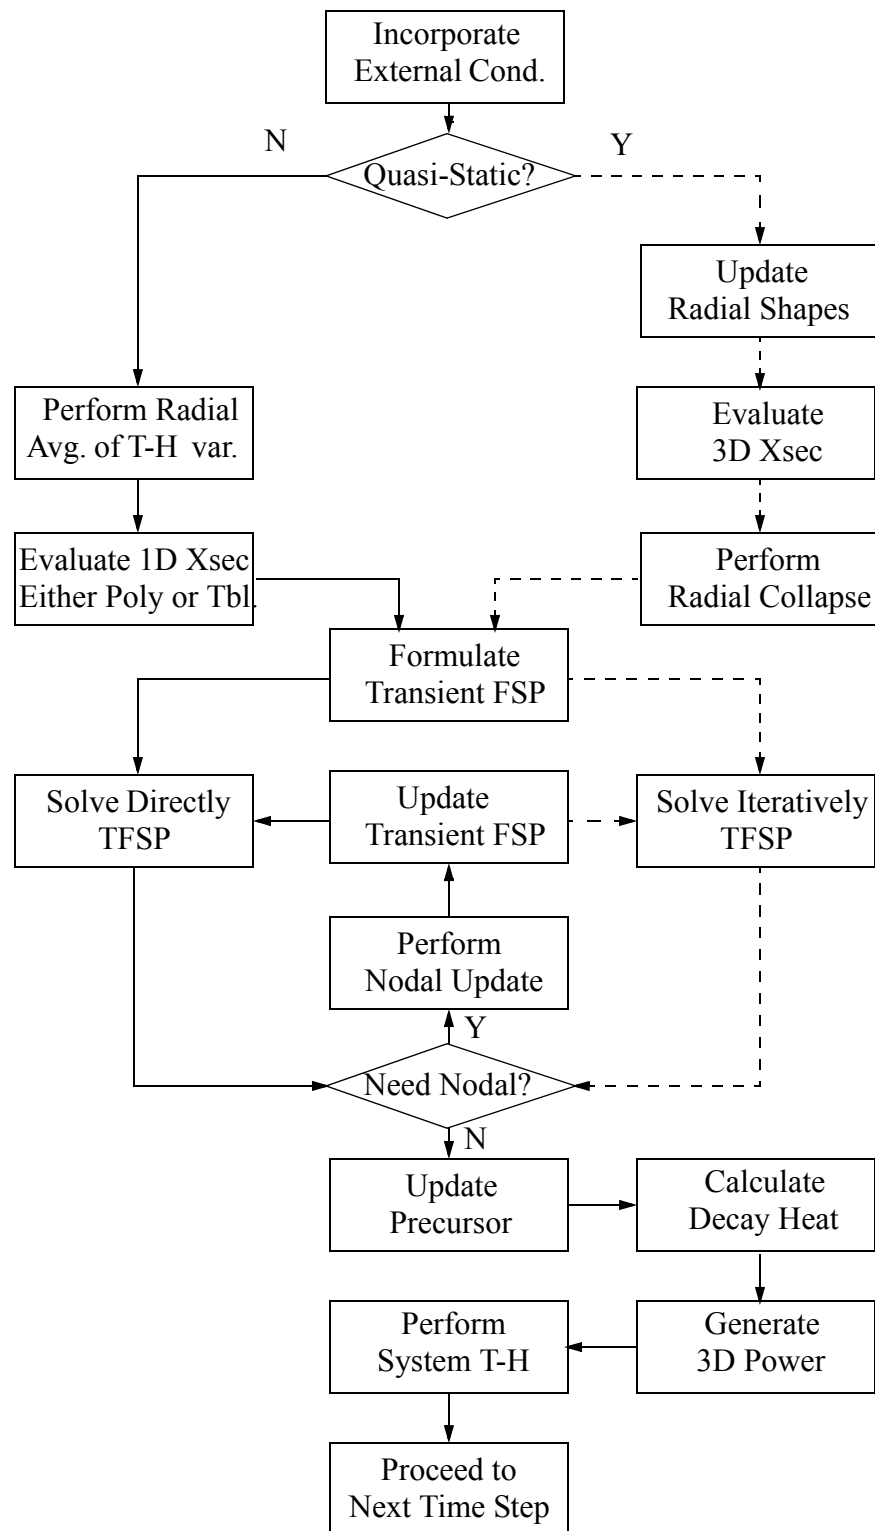 Incorporate
External Cond.
N
Y
Quasi-Static?
Update
Radial Shapes
Perform Radial
Avg. of T-H var.
Evaluate
3D Xsec
Evaluate 1D Xsec
Either Poly or Tbl.
Perform
Radial Collapse
Formulate
Transient FSP
Solve Directly
TFSP
Update
Transient FSP
Solve Iteratively
TFSP
Perform
Nodal Update
Y
Need Nodal?
N
Update
Precursor
Calculate
Decay Heat
Perform
System T-H
Generate
3D Power
Proceed to
Next Time Step